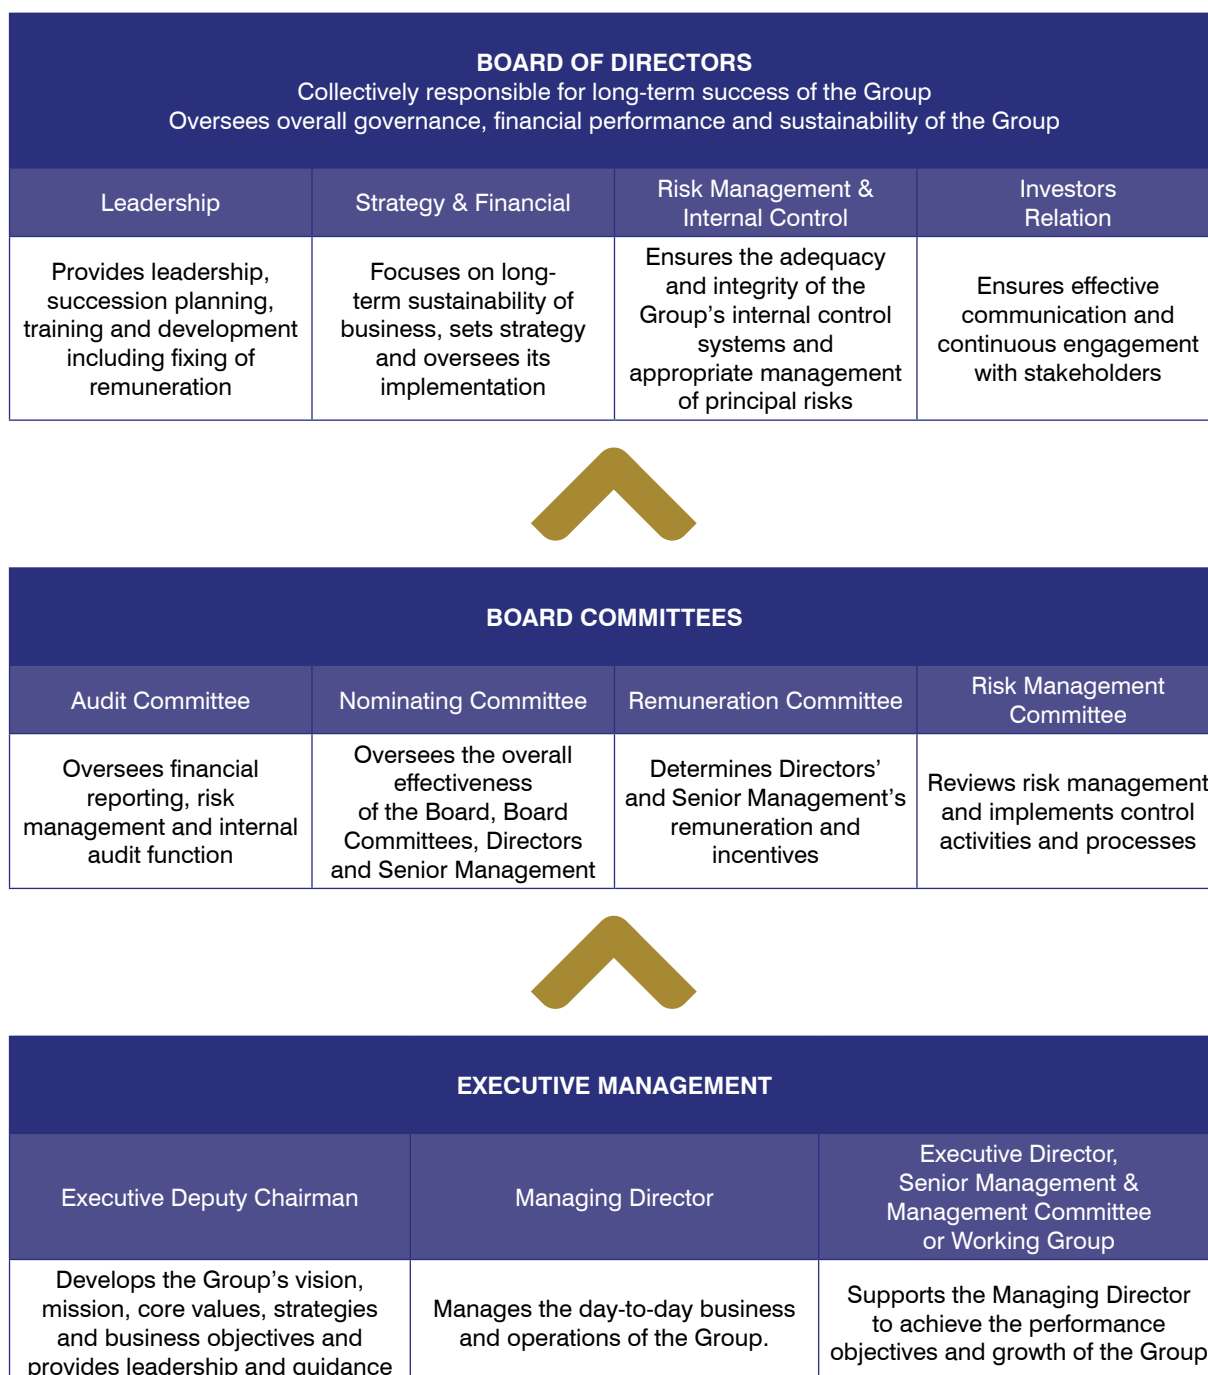 BOARD OF DIRECTORS
Collectively responsible for long-term success of the Group
Oversees overall governance, financial performance and sustainability of the Group
Leadership
Strategy & Financial
Risk Management &
Internal Control
Investors
Relation
Provides leadership,
succession planning,
training and development
including fixing of
remuneration
Focuses on long-
term sustainability of
business, sets strategy
and oversees its
implementation
Ensures the adequacy
and integrity of the
Group’s internal control
systems and
appropriate management
of principal risks
Ensures effective
communication and
continuous engagement
with stakeholders
BOARD COMMITTEES
Audit Committee
Nominating Committee
Remuneration Committee
Risk Management
Committee
Oversees financial
reporting, risk
management and internal
audit function
Oversees the overall
effectiveness
of the Board, Board
Committees, Directors
and Senior Management
Determines Directors’
and Senior Management’s
remuneration and
incentives
Reviews risk management
and implements control
activities and processes
EXECUTIVE MANAGEMENT
Executive Deputy Chairman
Managing Director
Executive Director,
Senior Management &
Management Committee
or Working Group
Develops the Group’s vision,
mission, core values, strategies
and business objectives and
provides leadership and guidance
Manages the day-to-day business
and operations of the Group.
Supports the Managing Director
to achieve the performance
objectives and growth of the Group